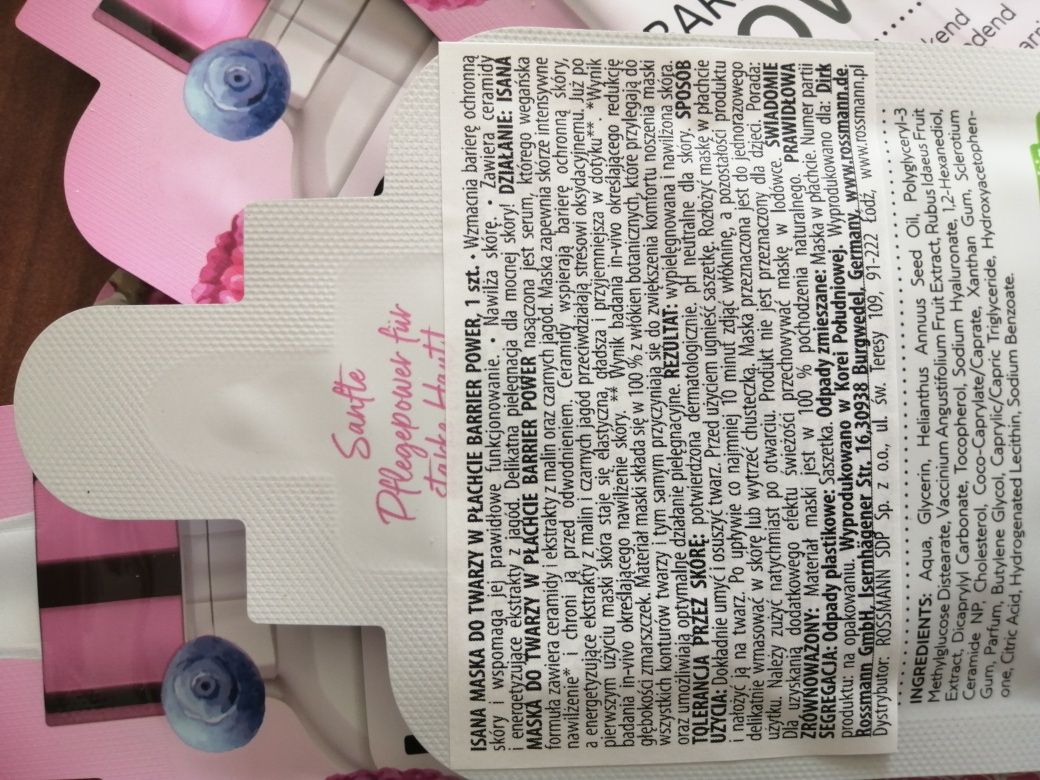 ISANA MASKA DO TWARZY W PŁACHCIE BARRIER POWER, 1 szt. • Wzmacnia barierę ochronną
skóry i wspomaga jej prawidłowe funkcjonowanie. • Nawilża skórę. • Zawiera ceramidy
i energetyzujące ekstrakty z jagód. Delikatna pielęgnacja dla mocnej skóry! DZIAŁANIE: ISANA
MASKA DO TWARZY W PŁACHCIE BARRIER POWER nasączona jest serum, którego wegańska
formuła zawiera ceramidy i ekstrakty z malin oraz czarnych jagód. Maska zapewnia skórze intensywne
nawilżenie* i chroni ją przed odwodnieniem. Ceramidy wspierają barierę ochronną skóry,
a energetyzujące ekstrakty z malin i czarnych jagód przeciwdziałają stresowi oksydacyjnemu. Już po
pierwszym użyciu maski skóra staje się elastyczna, gładsza i przyjemniejsza w dotyku**. *Wynik
badania in-vivo określającego nawilżenie skóry. ** Wynik badania in-vivo określającego redukcję
głębokości zmarszczek. Materiał maski składa się w 100 % z włókien botanicznych, które przylegają do
wszystkich konturów twarzy i tym samym przyczyniają się do zwiększenia komfortu noszenia maski
oraz umożliwiają optymalne działanie pielęgnacyjne. REZULTAT: wypielęgnowana i nawilżona skóra.
TOLERANCJA PRZEZ SKÓRĘ: potwierdzona dermatologicznie, pH neutralne dla skóry. SPOSÓB
UŻYCIA: Dokładnie umyć i osuszyć twarz. Przed użyciem ugnieść saszetkę. Rozłożyć maskę w płachcie
i nałożyć ją na twarz. Po upływie co najmniej 10 minut zdjąć włókninę, a pozostałości produktu
delikatnie wmasować w skórę lub wytrzeć chusteczką. Maska przeznaczona jest do jednorazowego
użytku. Należy zużyć natychmiast po otwarciu. Produkt nie jest przeznaczony dla dzieci. Porada:
Dla uzyskania dodatkowego efektu świeżości przechowywać maskę w lodówce. ŚWIADOMIE
ZRÓWNOWAŻONY: Materiał maski jest w 100 % pochodzenia naturalnego. PRAWIDŁOWA
SEGREGACJA: Odpady plastikowe: Saszetka. Odpady zmieszane: Maska w płachcie. Numer partii
produktu: na opakowaniu. Wyprodukowano w Korei Południowej. Wyprodukowano dla: Dirk
Rossmann GmbH, Isernhägener Str. 16,30938 Burgwedel, Germany, www.rossmann.de
Dystrybutor: ROSSMANN SDP Sp. z o.o., ul. św. Teresy 109, 91-222 Łódź, www.rossmann.pl
INGREDIENTS: Aqua, Glycerin, Helianthus Annuus Seed Oil, Polyglyceryl-3
Methylglucose Distearate, Vaccinium Angustifolium Fruit Extract, Rubus Idaeus Fruit
Extract, Dicaprylyl Carbonate, Tocopherol, Sodium Hyaluronate, 1,2-Hexanediol,
Ceramide NP, Cholesterol, Coco-Caprylate/Caprate, Xanthan Gum, Sclerotium
Gum, Parfum, Butylene Glycol, Caprylic/Capric Triglyceride, Hydroxyacetophen-
one, Citric Acid, Hydrogenated Lecithin, Sodium Benzoate.
Sanfte
Pflegepower für